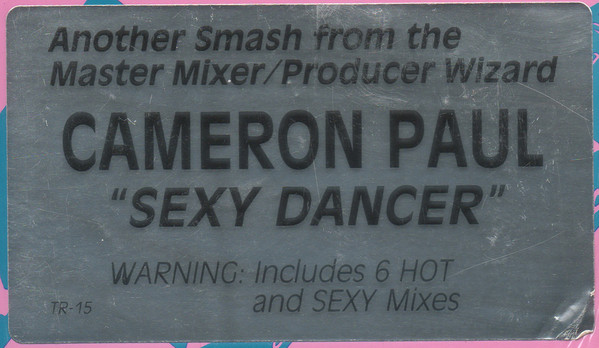 Another Smash from the
Master Mixer/Producer Wizard
CAMERON PAUL
"SEXY DANCER"
WARNING: Includes 6 HOT
and SEXY Mixes
TR-15